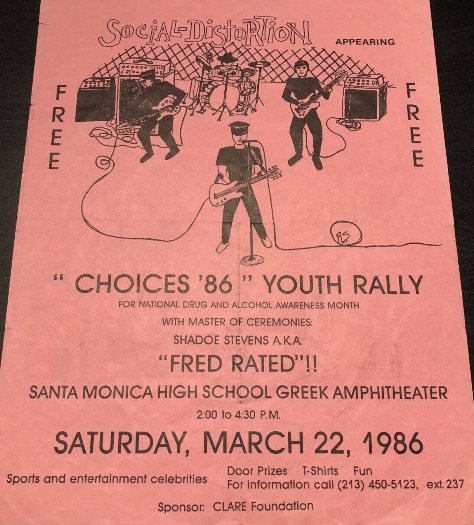 SOCIAL DISTORTION
APPEARING
FREE
FREE
" CHOICES '86 " YOUTH RALLY
FOR NATIONAL DRUG AND ALCOHOL AWARENESS MONTH
WITH MASTER OF CEREMONIES:
SHADOE STEVENS A.K.A.
"FRED RATED"!!
SANTA MONICA HIGH SCHOOL GREEK AMPHITHEATER
2:00 to 4:30 P.M.
SATURDAY, MARCH 22, 1986
Sports and entertainment celebrities
Door Prizes T-Shirts Fun
For information call (213) 450-5123, ext.237
Sponsor: CLARE Foundation